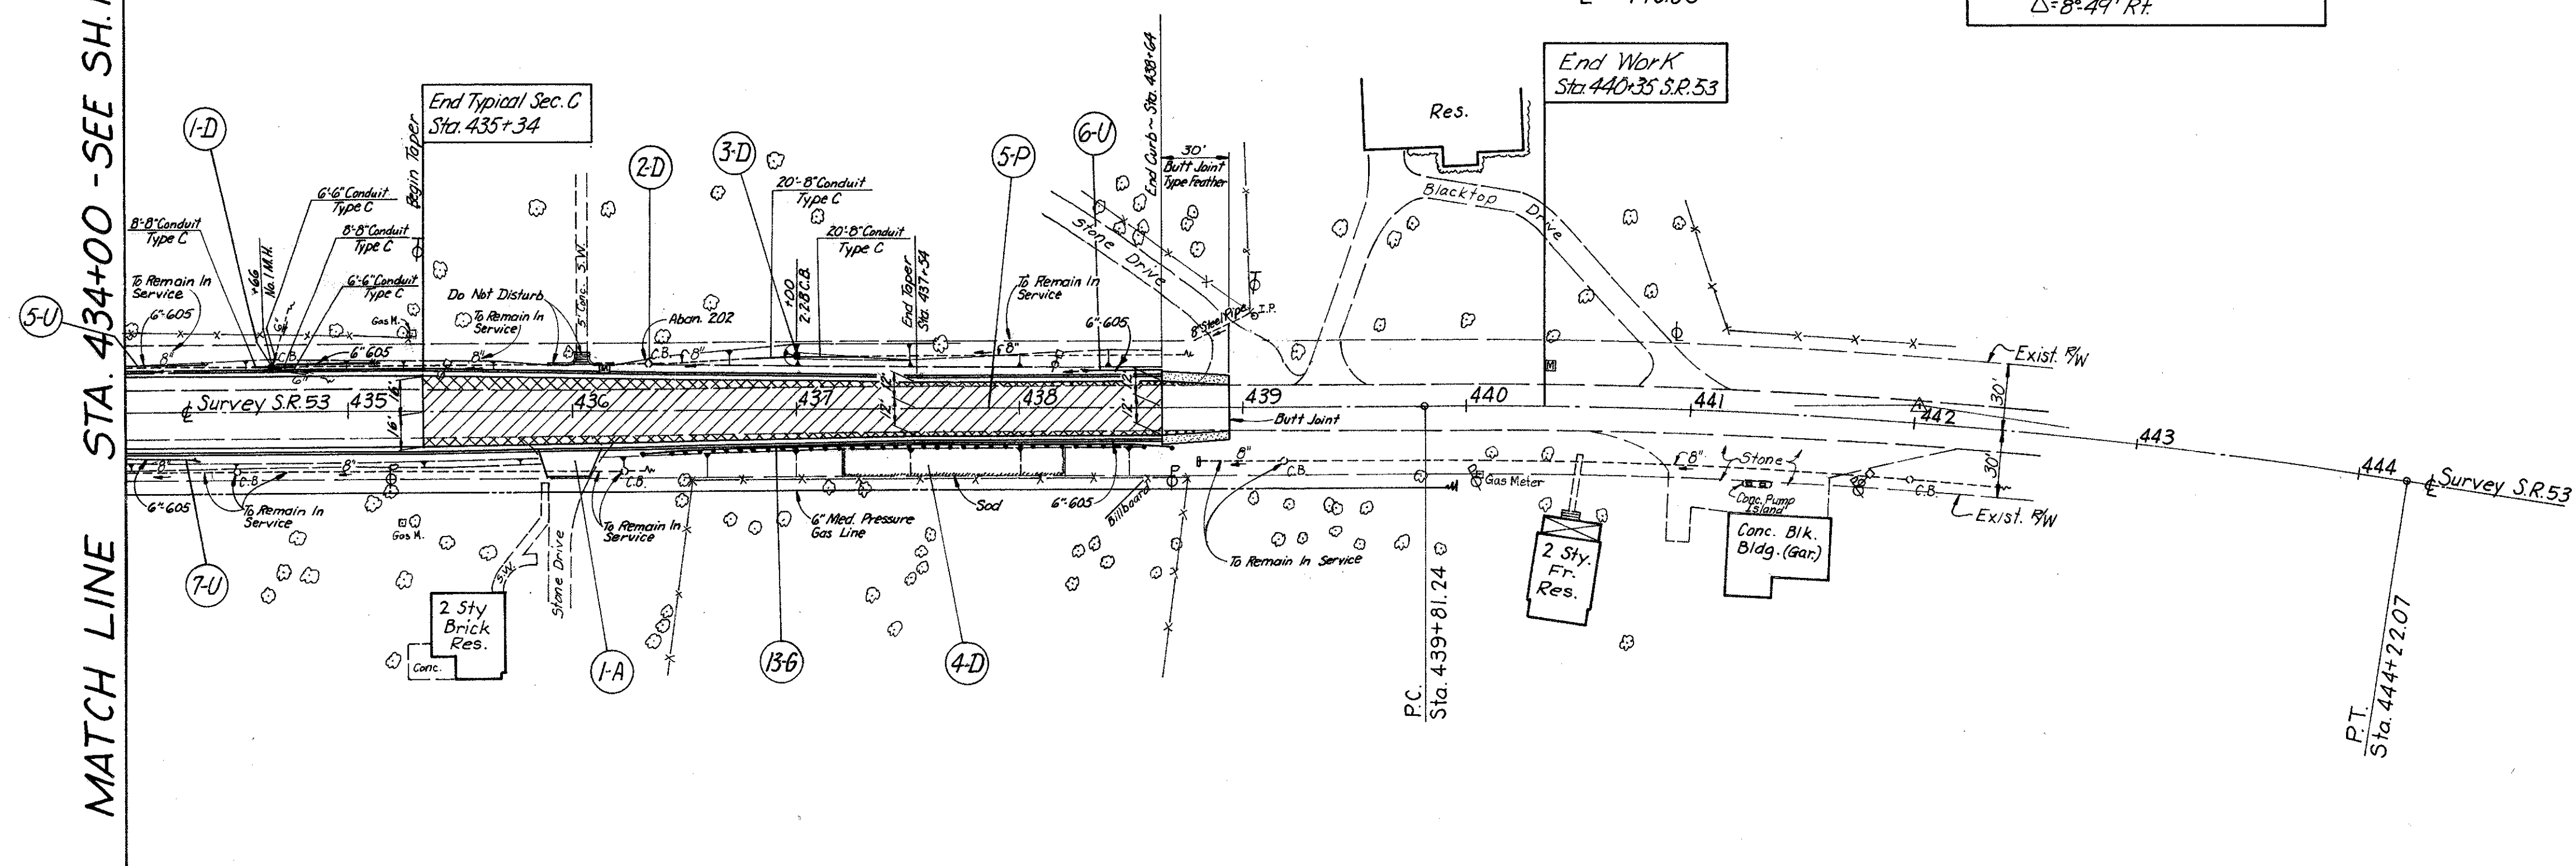 MATCH LINE STA. 434+00 - SEE SH.
Δ=8°-49' Rt.
End Work
Sta. 440+35 S.R.53
End Typical Sec. C
Sta. 435+34
Begin Taper
End Curb ~ Sta. 438+64
30'
Butt Joint
Type Feather
Res.
Blacktop Drive
1-D
2-D
3-D
5-P
6-U
5-U
6'-6" Conduit
Type C
8'-8" Conduit
Type C
8'-8" Conduit
Type C
6'-6" Conduit
Type C
20'-8" Conduit
Type C
20'-8" Conduit
Type C
+66
No. 1 M.H.
To Remain In
Service
6"-605
Gas M.
Do Not Disturb
(To Remain In
Service)
5' Conc. S.W.
Aban. 202
+00
2-2B C.B.
End Taper
Sta. 437+54
To Remain In
Service
6"-605
Stone Drive
8" Steel Pipe
I.P.
8"
C.B.
6"
6"-605
8"
C.B.
8"
8"
6"
M
M
Exist. R/W
30'
30'
Exist. R/W
℄ Survey S.R.53
435
436
437
438
439
440
441
442
443
444
℄ Survey S.R.53
16'
16'
12'
12'
12'
12'
Butt Joint
8"
C.B.
8"
C.B.
6"-605
To Remain In
Service
Gas M.
To Remain In
Service
6" Med. Pressure
Gas Line
Sod
6"-605
Billboard
8"
C.B.
To Remain In Service
Gas Meter
8"
Stone
Conc. Pump
Island
C.B.
Conc. Blk.
Bldg. (Gar.)
2 Sty.
Fr.
Res.
S.W.
Stone Drive
2 Sty
Brick
Res.
Conc.
7-U
1-A
13-G
4-D
P.C.
Sta. 439+81.24
P.T.
Sta. 444+22.07